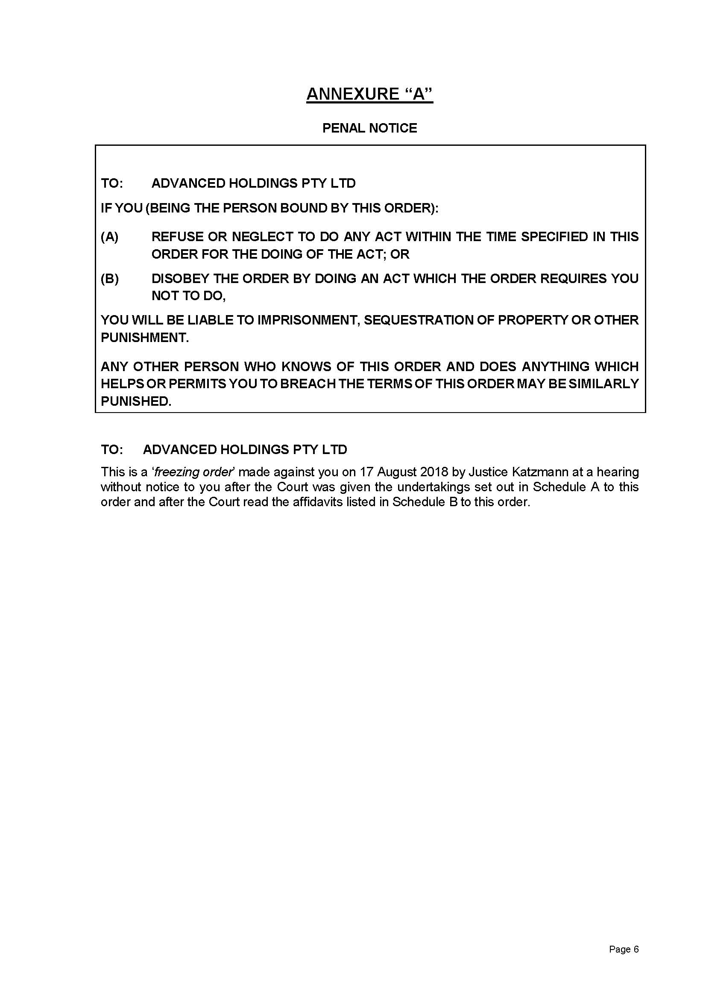 ANNEXURE “A”
PENAL NOTICE
TO: ADVANCED HOLDINGS PTY LTD
IF YOU (BEING THE PERSON BOUND BY THIS ORDER):
(A) REFUSE OR NEGLECT TO DO ANY ACT WITHIN THE TIME SPECIFIED IN THIS
ORDER FOR THE DOING OF THE ACT; OR
(B) DISOBEY THE ORDER BY DOING AN ACT WHICH THE ORDER REQUIRES YOU
NOT TO DO,
YOU WILL BE LIABLE TO IMPRISONMENT, SEQUESTRATION OF PROPERTY OR OTHER
PUNISHMENT.
ANY OTHER PERSON WHO KNOWS OF THIS ORDER AND DOES ANYTHING WHICH
HELPS OR PERMITS YOU TO BREACH THE TERMS OF THIS ORDER MAY BE SIMILARLY
PUNISHED.
TO: ADVANCED HOLDINGS PTY LTD
This is a ‘freezing order’ made against you on 17 August 2018 by Justice Katzmann at a hearing
without notice to you after the Court was given the undertakings set out in Schedule A to this
order and after the Court read the affidavits listed in Schedule B to this order.
Page 6